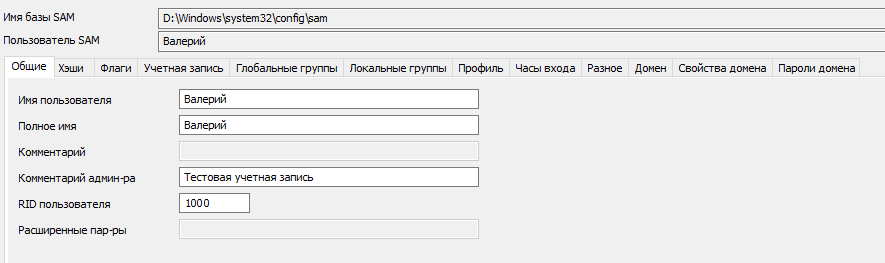 Имя базы SAM D:\Windows\system32\config\sam
Пользователь SAM Валерий
Общие Хэши Флаги Учетная запись Глобальные группы Локальные группы Профиль Часы входа Разное Домен Свойства домена Пароли домена
Имя пользователя Валерий
Полное имя Валерий
Комментарий
Комментарий админ-ра Тестовая учетная запись
RID пользователя 1000
Расширенные пар-ры